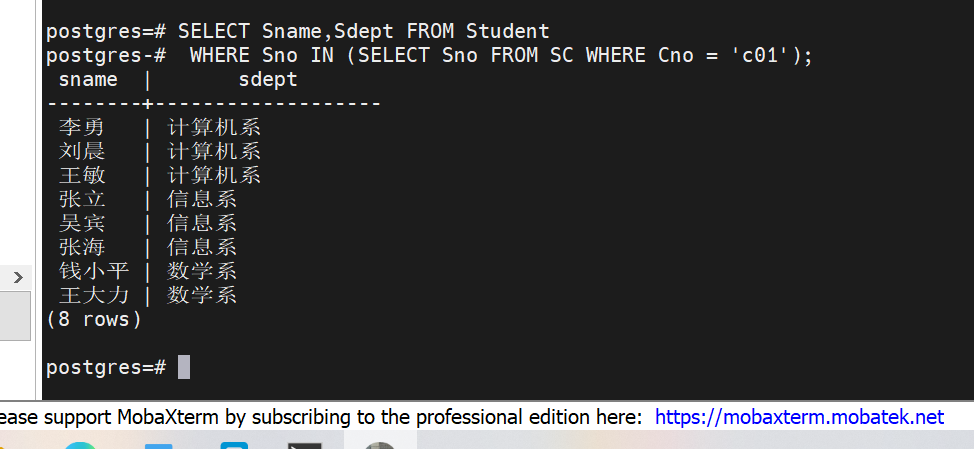 postgres=# SELECT Sname,Sdept FROM Student
postgres-#  WHERE Sno IN (SELECT Sno FROM SC WHERE Cno = 'c01');
 sname  |       sdept
--------+-------------------
 李勇   | 计算机系
 刘晨   | 计算机系
 王敏   | 计算机系
 张立   | 信息系
 吴宾   | 信息系
 张海   | 信息系
 钱小平 | 数学系
 王大力 | 数学系
(8 rows)
postgres=#
ease support MobaXterm by subscribing to the professional edition here:  https://mobaxterm.mobatek.net